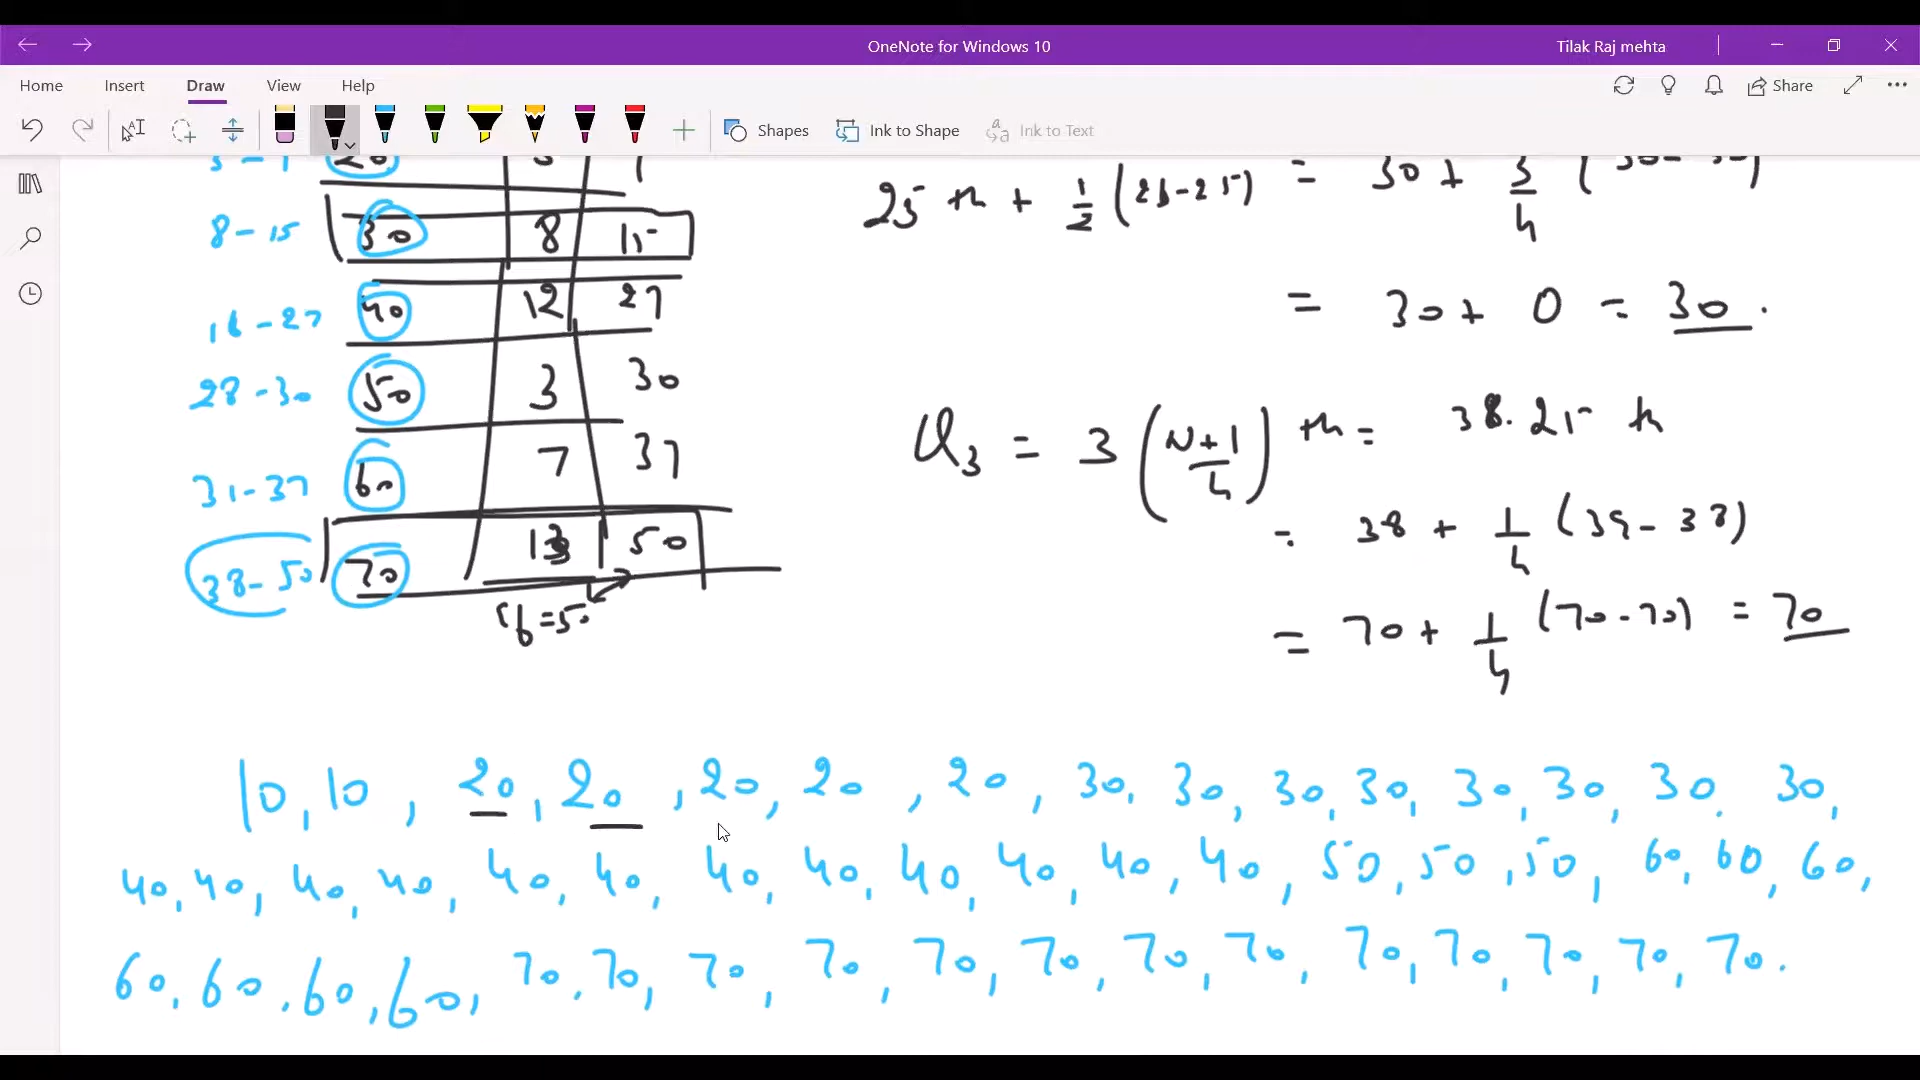 OneNote for Windows 10
Tilak Raj mehta
Home Insert Draw View Help
Share
Shapes Ink to Shape Ink to Text
8-15 30 8 15
16-27 40 12 27
28-30 50 3 30
31-37 60 7 37
38-50 70 13 50
Σf=50
25 th + 1/2 (26-25) = 30 + 3/4 (30-30)
= 30 + 0 = 30.
Q3 = 3 (N+1/4) th = 38.25 th
= 38 + 1/4 (39-38)
= 70 + 1/4 (70-70) = 70
10, 10, 20, 20, 20, 20, 20, 30, 30, 30, 30, 30, 30, 30. 30,
40, 40, 40, 40, 40, 40, 40, 40, 40, 40, 40, 40, 50, 50, 50, 60, 60, 60,
60, 60, 60, 60, 70, 70, 70, 70, 70, 70, 70, 70, 70, 70, 70, 70, 70.